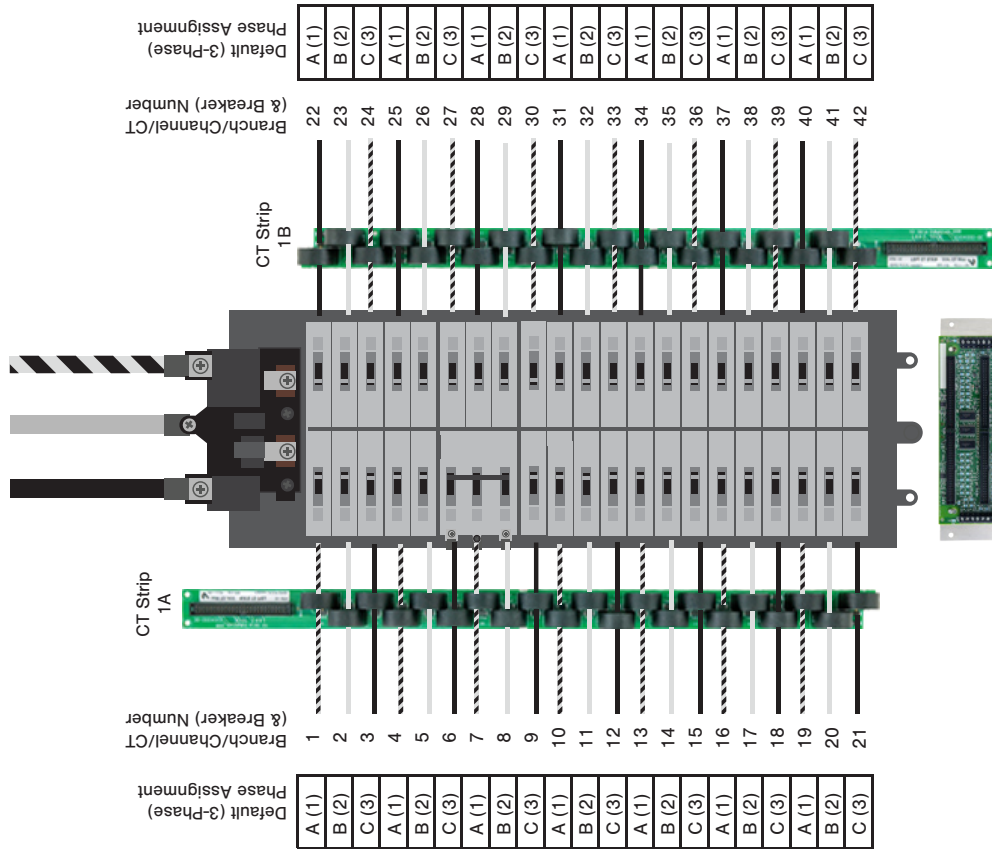 Default (3-Phase)
Phase Assignment
A (1)
B (2)
C (3)
A (1)
B (2)
C (3)
A (1)
B (2)
C (3)
A (1)
B (2)
C (3)
A (1)
B (2)
C (3)
A (1)
B (2)
C (3)
A (1)
B (2)
C (3)
Branch/Channel/CT
(& Breaker) Number
22
23
24
25
26
27
28
29
30
31
32
33
34
35
36
37
38
39
40
41
42
CT Strip
1B
CT Strip
1A
Branch/Channel/CT
(& Breaker) Number
1
2
3
4
5
6
7
8
9
10
11
12
13
14
15
16
17
18
19
20
21
Default (3-Phase)
Phase Assignment
A (1)
B (2)
C (3)
A (1)
B (2)
C (3)
A (1)
B (2)
C (3)
A (1)
B (2)
C (3)
A (1)
B (2)
C (3)
A (1)
B (2)
C (3)
A (1)
B (2)
C (3)